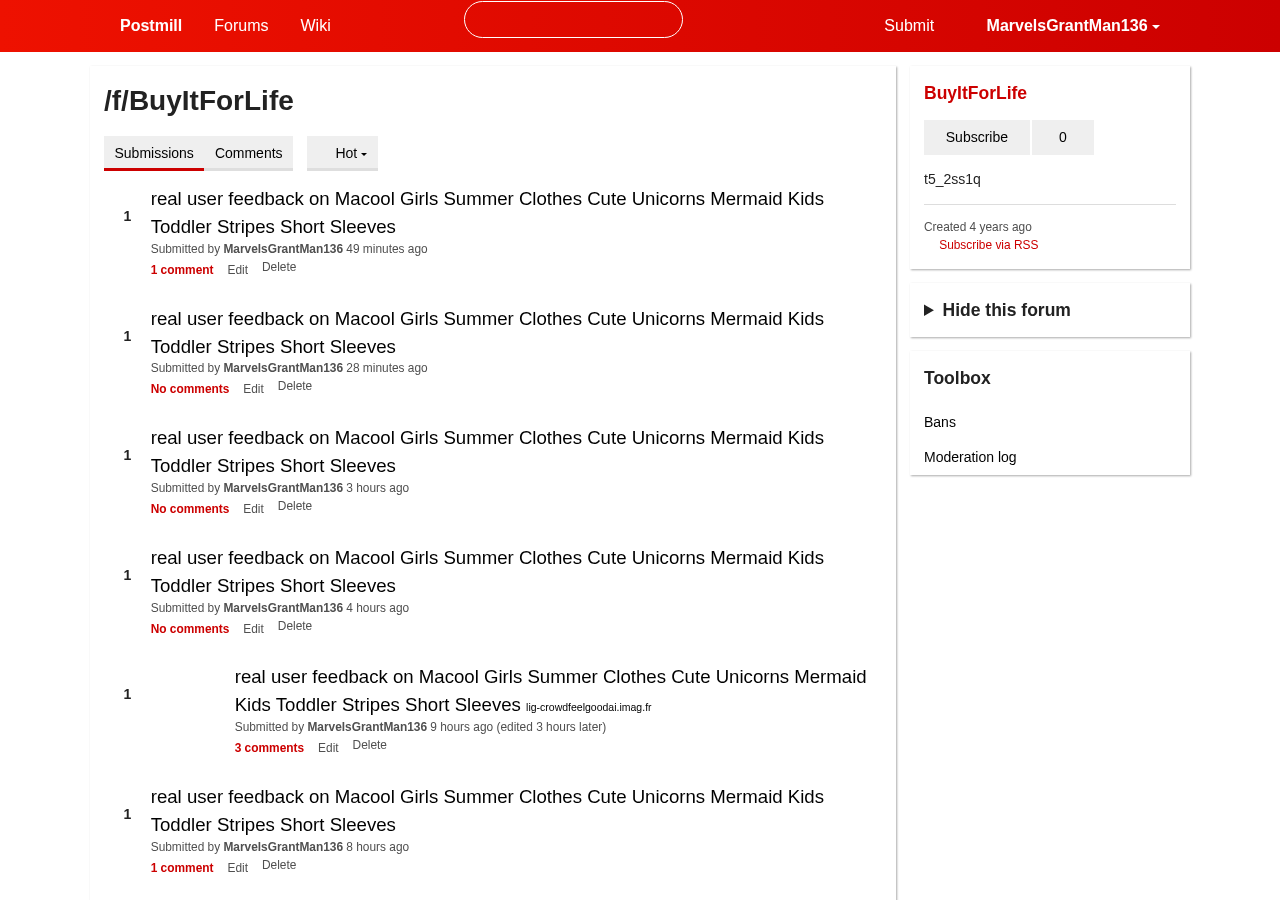 Postmill Forums Wiki Submit MarvelsGrantMan136
/f/BuyItForLife
Submissions Comments Hot
1
real user feedback on Macool Girls Summer Clothes Cute Unicorns Mermaid Kids
Toddler Stripes Short Sleeves
Submitted by MarvelsGrantMan136 49 minutes ago
1 comment Edit Delete
1
real user feedback on Macool Girls Summer Clothes Cute Unicorns Mermaid Kids
Toddler Stripes Short Sleeves
Submitted by MarvelsGrantMan136 28 minutes ago
No comments Edit Delete
1
real user feedback on Macool Girls Summer Clothes Cute Unicorns Mermaid Kids
Toddler Stripes Short Sleeves
Submitted by MarvelsGrantMan136 3 hours ago
No comments Edit Delete
1
real user feedback on Macool Girls Summer Clothes Cute Unicorns Mermaid Kids
Toddler Stripes Short Sleeves
Submitted by MarvelsGrantMan136 4 hours ago
No comments Edit Delete
1
real user feedback on Macool Girls Summer Clothes Cute Unicorns Mermaid
Kids Toddler Stripes Short Sleeves lig-crowdfeelgoodai.imag.fr
Submitted by MarvelsGrantMan136 9 hours ago (edited 3 hours later)
3 comments Edit Delete
1
real user feedback on Macool Girls Summer Clothes Cute Unicorns Mermaid Kids
Toddler Stripes Short Sleeves
Submitted by MarvelsGrantMan136 8 hours ago
1 comment Edit Delete
BuyItForLife
Subscribe 0
t5_2ss1q
Created 4 years ago
Subscribe via RSS
Hide this forum
Toolbox
Bans
Moderation log